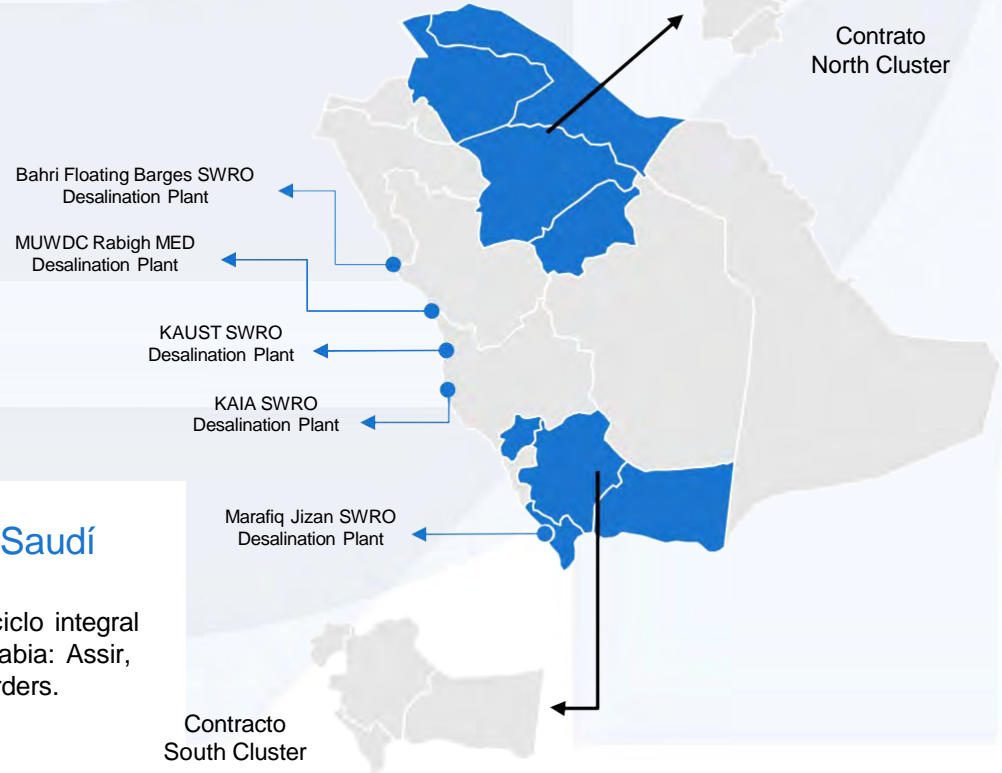 Contrato
North Cluster
Bahri Floating Barges SWRO
Desalination Plant
MUWDC Rabigh MED
Desalination Plant
KAUST SWRO
Desalination Plant
KAIA SWRO
Desalination Plant
Marafiq Jizan SWRO
Desalination Plant
Saudí
ciclo integral
abia: Assir,
rders.
Contracto
South Cluster